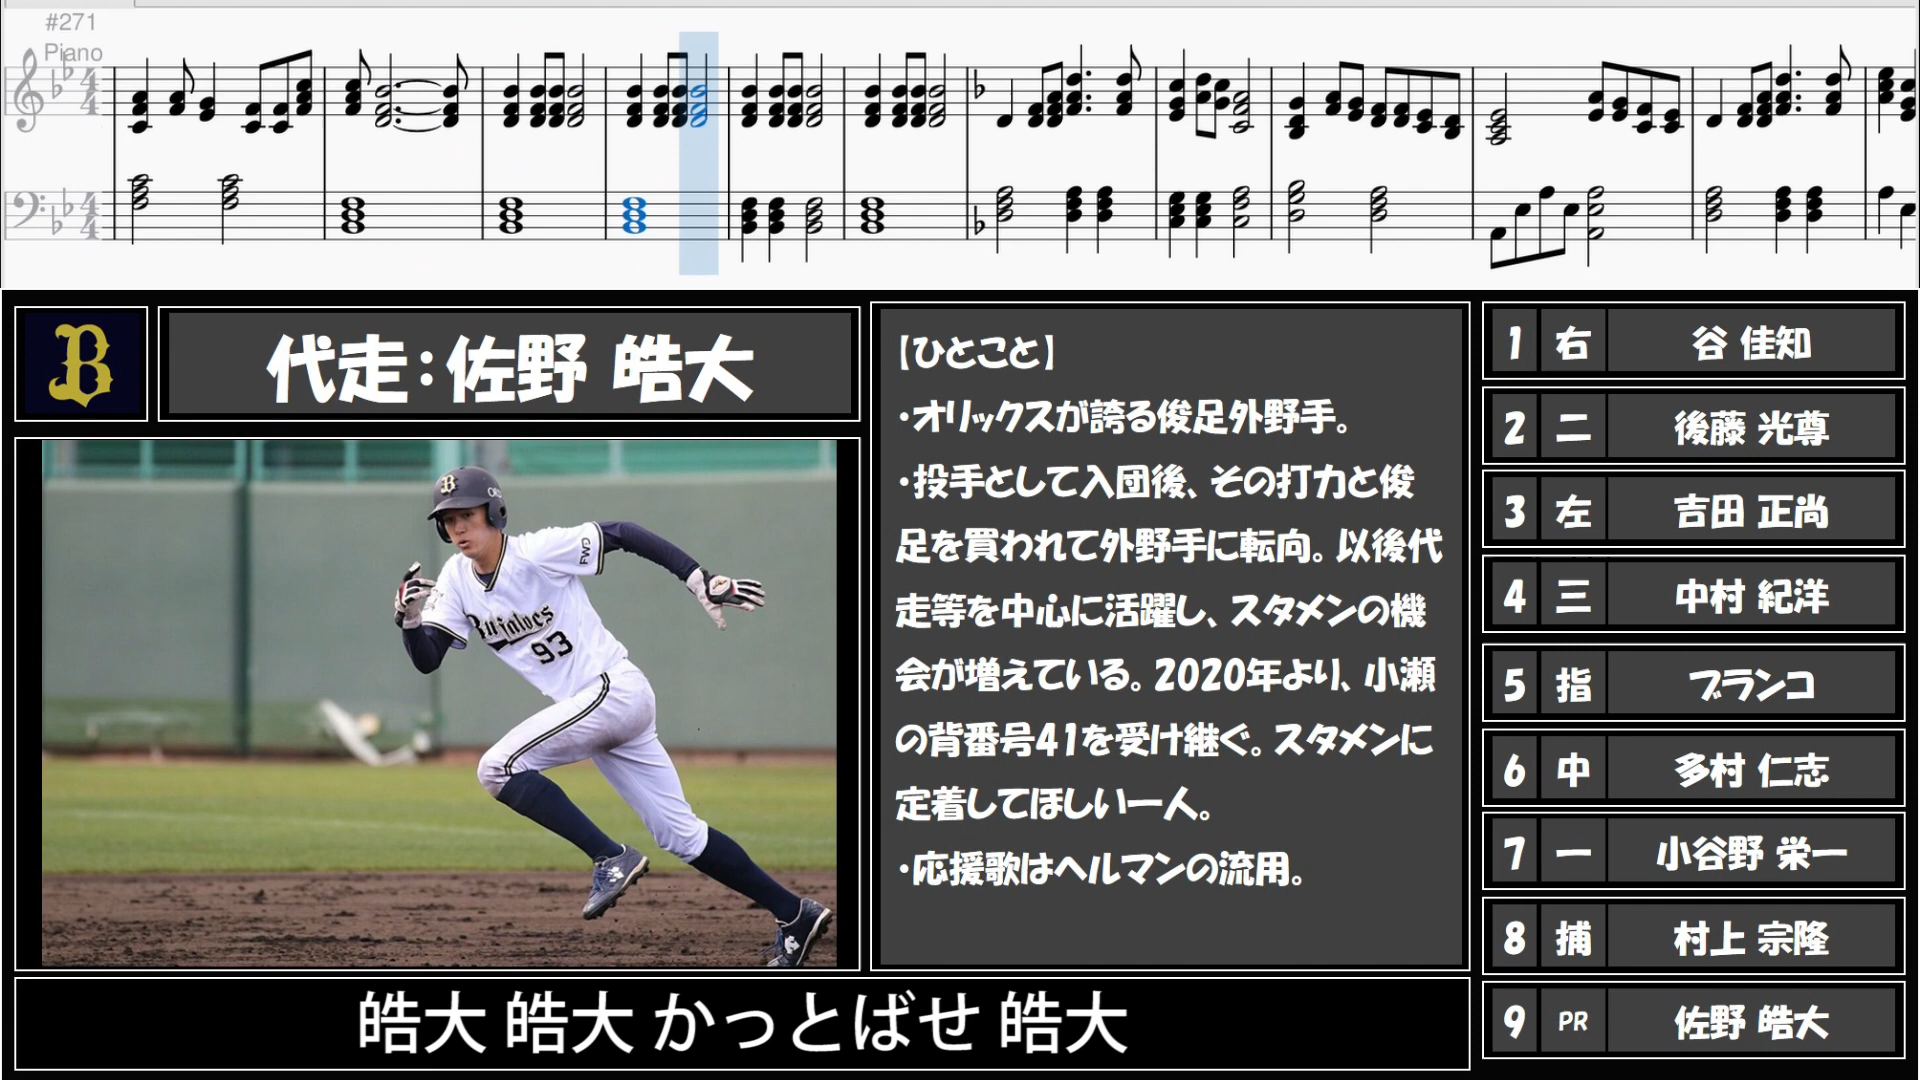 #271
Piano
B
代走:佐野 皓大
B
FWD
Buffaloes
93
【ひとこと】
・オリックスが誇る俊足外野手。
・投手として入団後、その打力と俊
足を買われて外野手に転向。以後代
走等を中心に活躍し、スタメンの機
会が増えている。2020年より、小瀬
の背番号41を受け継ぐ。スタメンに
定着してほしい一人。
・応援歌はヘルマンの流用。
1 右 谷 佳知
2 二 後藤 光尊
3 左 吉田 正尚
4 三 中村 紀洋
5 指 ブランコ
6 中 多村 仁志
7 一 小谷野 栄一
8 捕 村上 宗隆
9 PR 佐野 皓大
皓大 皓大 かっとばせ 皓大